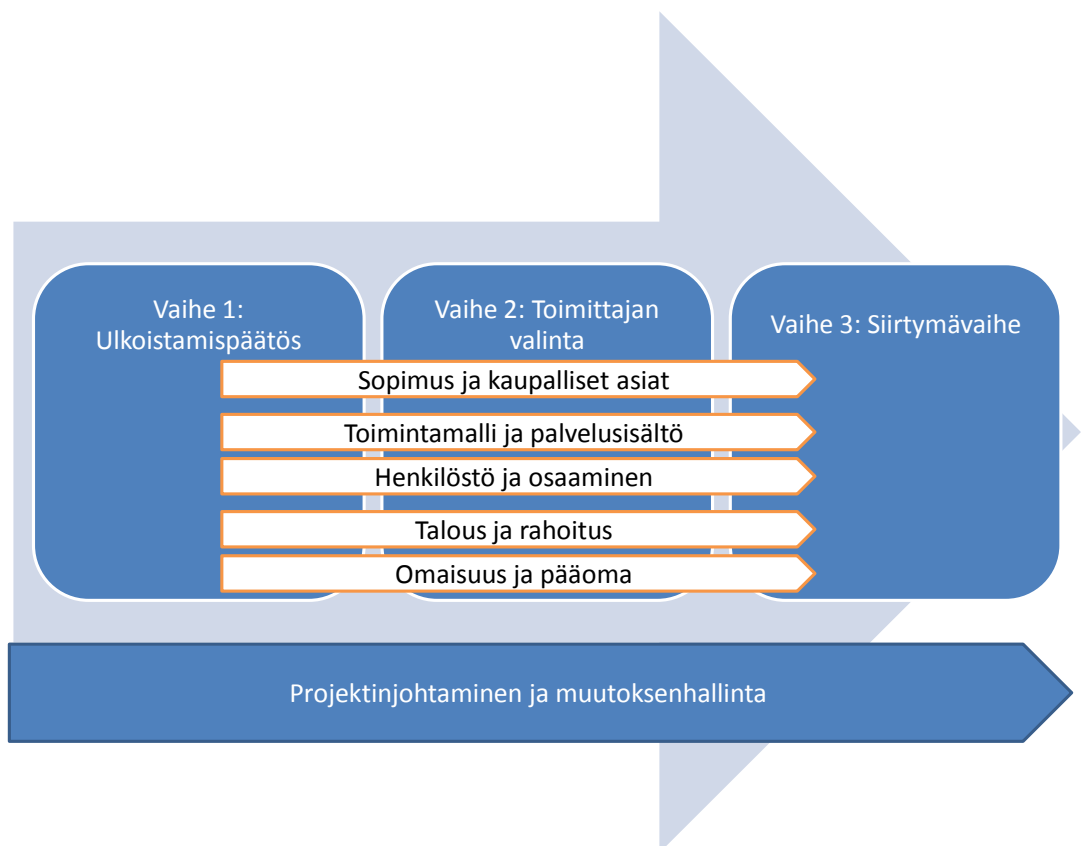 Vaihe 1:
Ulkoistamispäätös
Vaihe 2: Toimittajan
valinta
Vaihe 3: Siirtymävaihe
Sopimus ja kaupalliset asiat
Toimintamalli ja palvelusisältö
Henkilöstö ja osaaminen
Talous ja rahoitus
Omaisuus ja pääoma
Projektinjohtaminen ja muutoksenhallinta